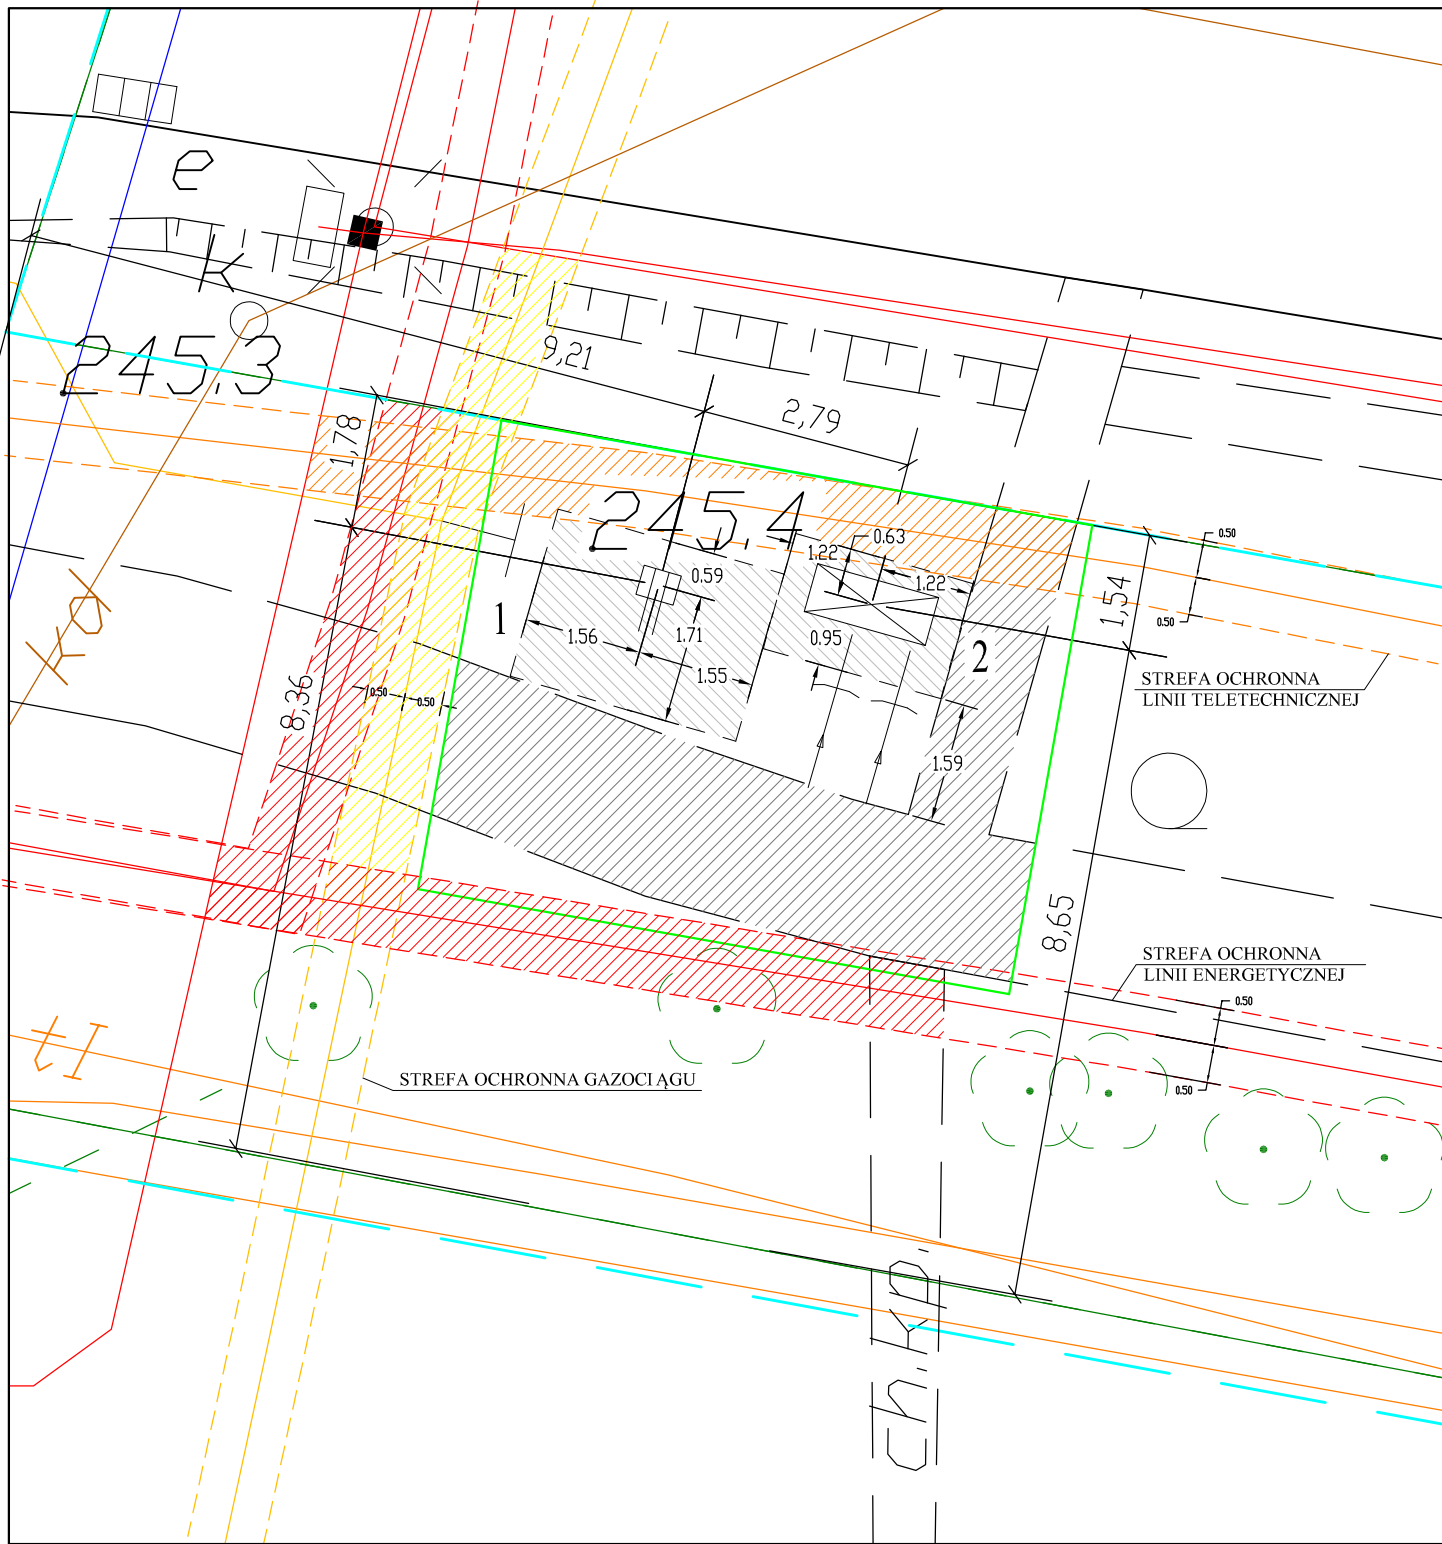 e
k
245.3
9,21
2,79
1,78
245.4
0.63
1.22
0.59
1.22
0.50
1,54
0.50
1
1.56
1.71
0.95
2
1.55
STREFA OCHRONNA
LINII TELETECHNICZNEJ
kd
8,36
0.50
0.50
1.59
8,65
STREFA OCHRONNA
LINII ENERGETYCZNEJ
0.50
0.50
tI
STREFA OCHRONNA GAZOCIĄGU